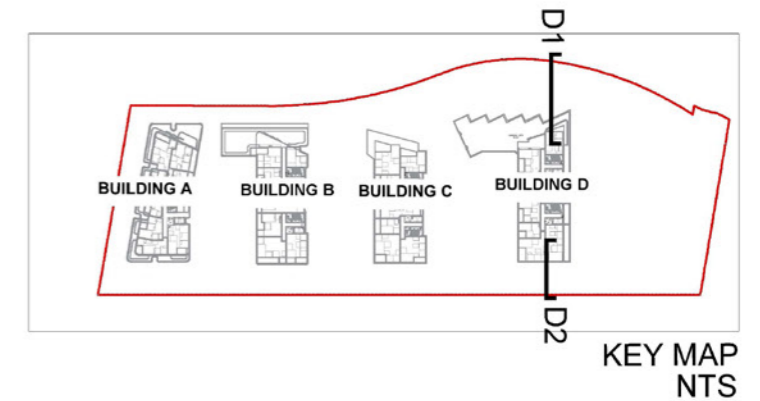 D1
BUILDING A
BUILDING B
BUILDING C
BUILDING D
D2
KEY MAP
NTS